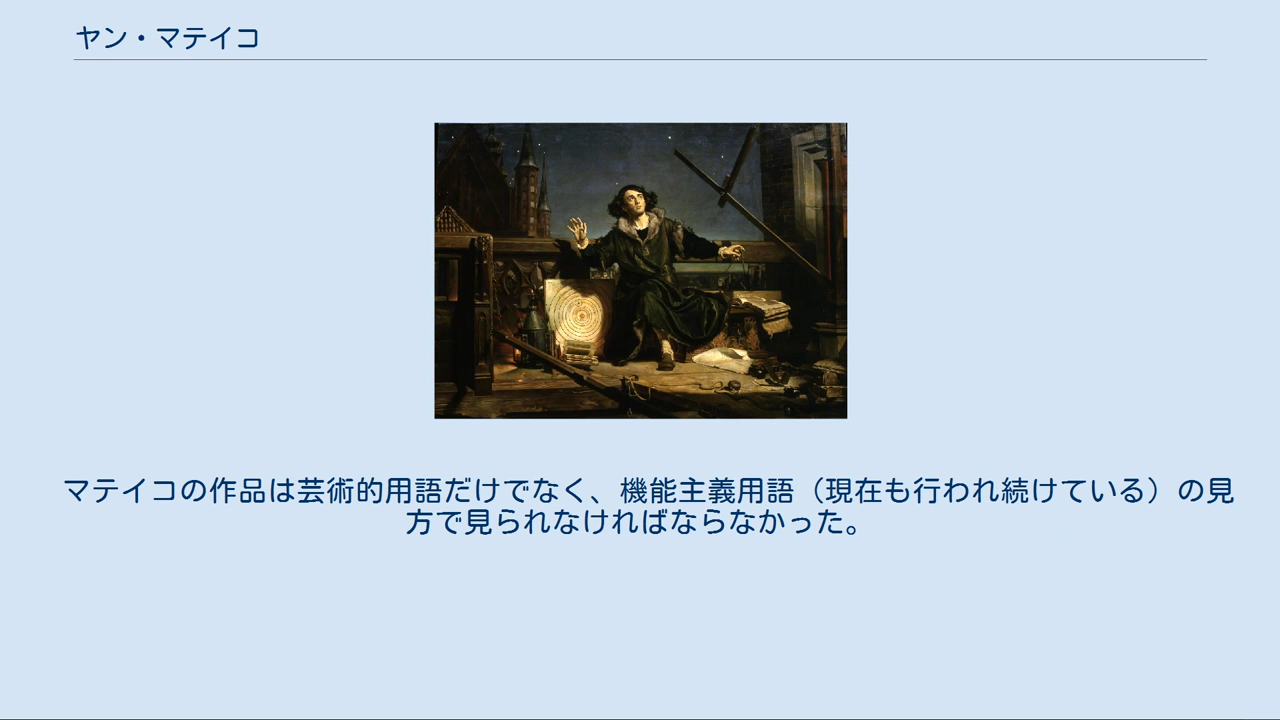 ヤン・マテイコ
マテイコの作品は芸術的用語だけでなく、機能主義用語（現在も行われ続けている）の見
方で見られなければならなかった。